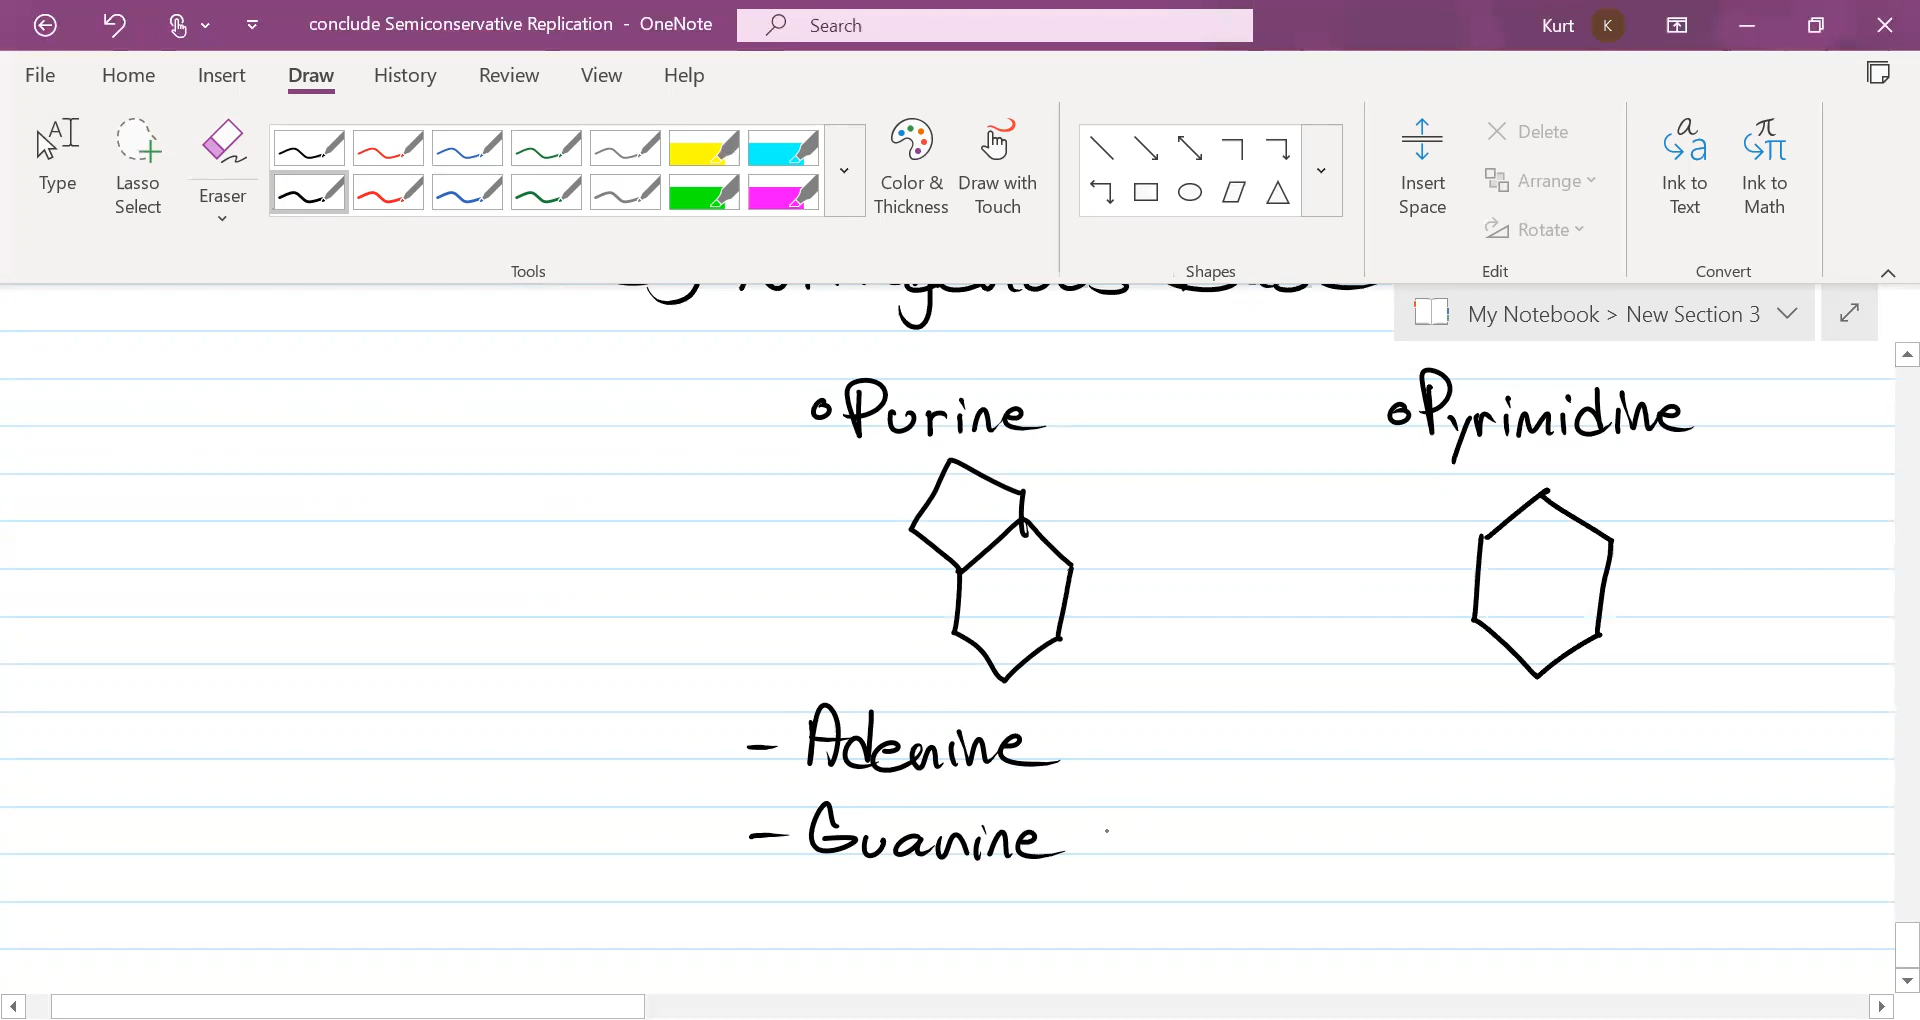 conclude Semiconservative Replication - OneNote
Search
Kurt K
File Home Insert Draw History Review View Help
Type
Lasso Select
Eraser
Color & Thickness
Draw with Touch
Insert Space
Delete
Arrange
Rotate
Ink to Text
Ink to Math
Tools Shapes Edit Convert
My Notebook > New Section 3
Purine
Pyrimidine
- Adenine
- Guanine